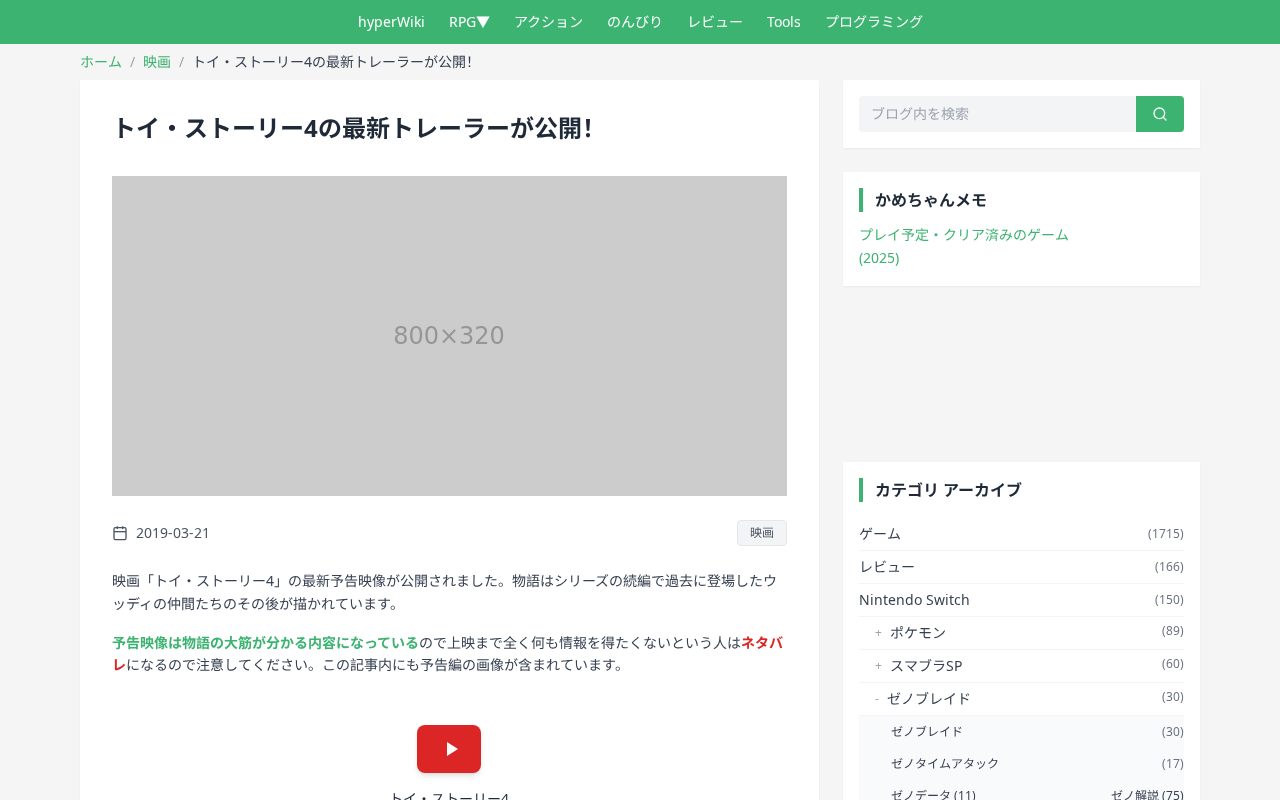 hyperWiki RPG▼ アクション のんびり レビュー Tools プログラミング
ホーム / 映画 / トイ・ストーリー4の最新トレーラーが公開！
トイ・ストーリー4の最新トレーラーが公開！
800×320
2019-03-21 映画
映画「トイ・ストーリー4」の最新予告映像が公開されました。物語はシリーズの続編で過去に登場したウ
ッディの仲間たちのその後が描かれています。
予告映像は物語の大筋が分かる内容になっているので上映まで全く何も情報を得たくないという人はネタバ
レになるので注意してください。この記事内にも予告編の画像が含まれています。
トイ・ストーリー4
ブログ内を検索
かめちゃんメモ
プレイ予定・クリア済みのゲーム
(2025)
カテゴリ アーカイブ
ゲーム (1715)
レビュー (166)
Nintendo Switch (150)
+ ポケモン (89)
+ スマブラSP (60)
- ゼノブレイド (30)
ゼノブレイド (30)
ゼノタイムアタック (17)
ゼノデータ (11) ゼノ解説 (75)